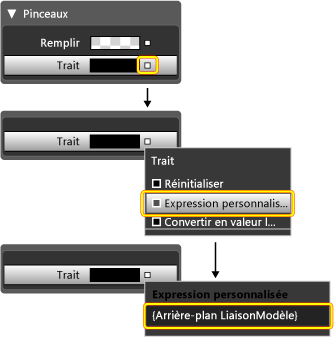 Pinceaux
Remplir
Trait
Trait
Trait
Réinitialiser
Expression personnalis...
Convertir en valeur l...
Trait
Expression personnalisée
{Arrière-plan LiaisonModèle}